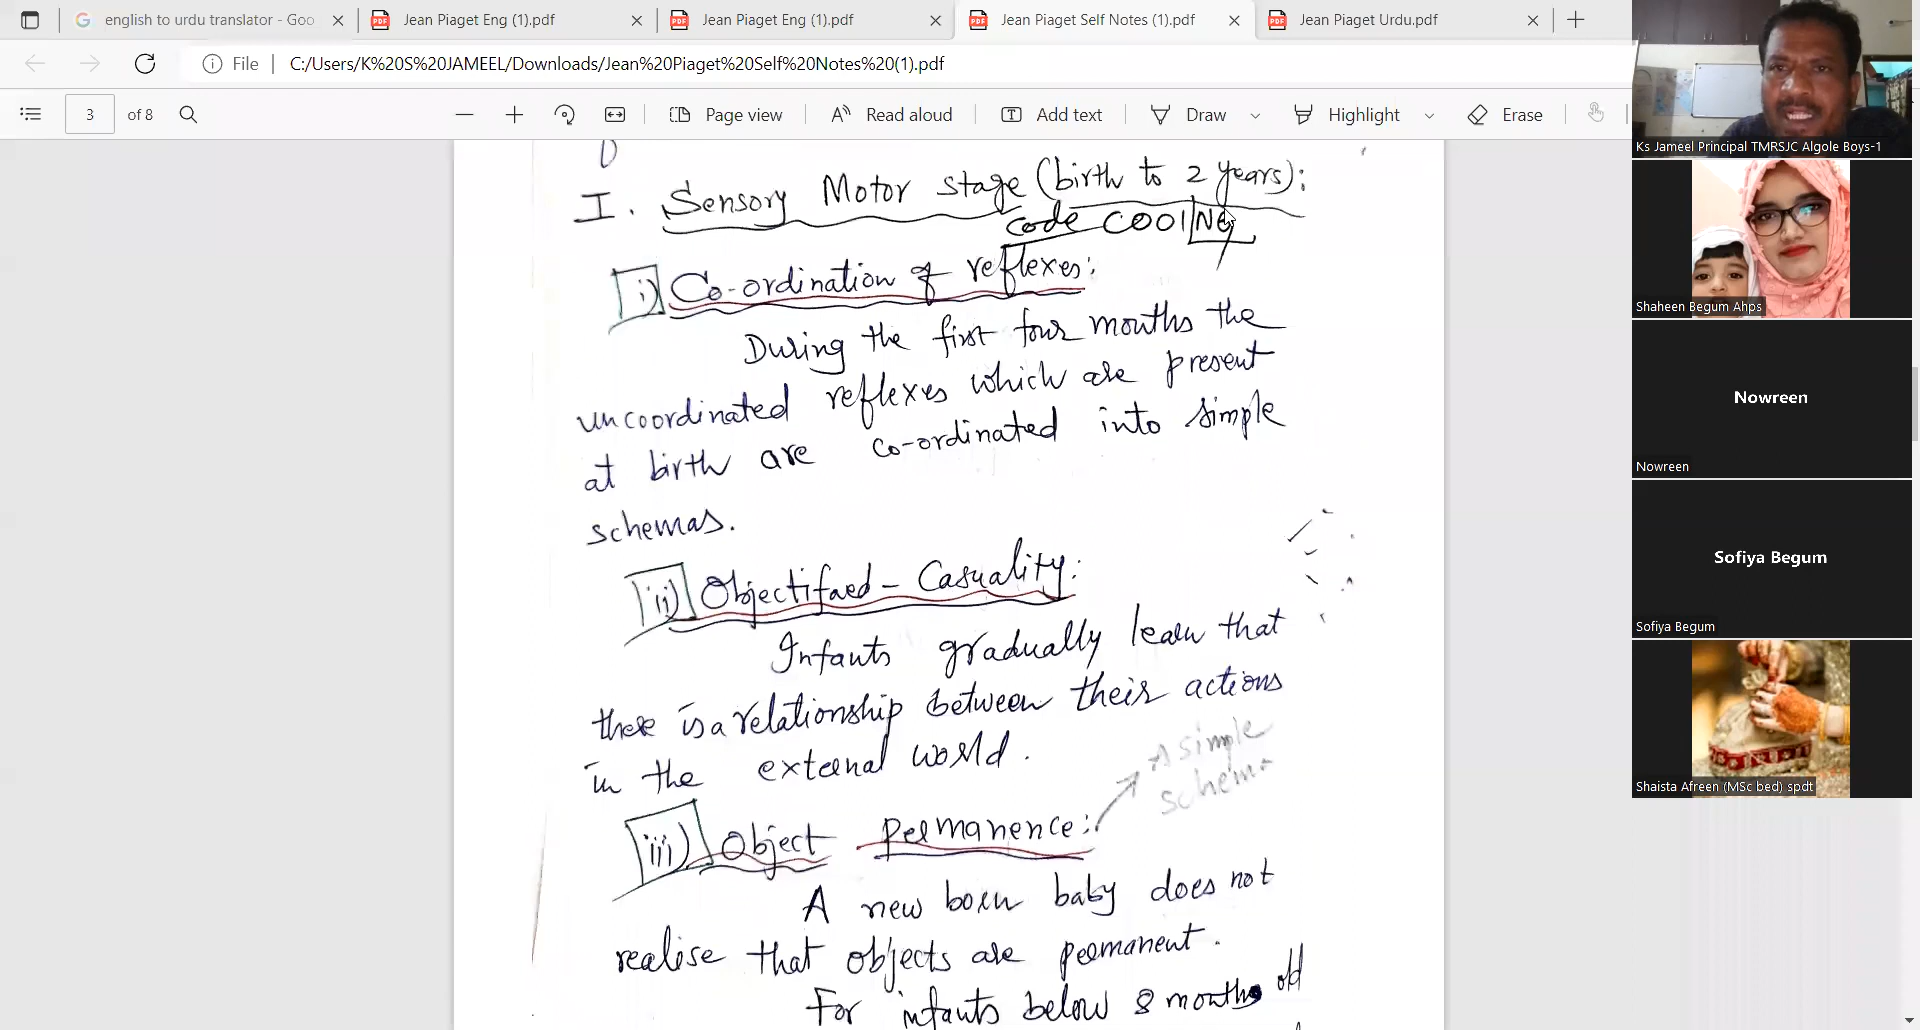 english to urdu translator - Goo
Jean Piaget Eng (1).pdf
Jean Piaget Eng (1).pdf
Jean Piaget Self Notes (1).pdf
Jean Piaget Urdu.pdf
File
C:/Users/K%20S%20JAMEEL/Downloads/Jean%20Piaget%20Self%20Notes%20(1).pdf
3 of 8
Page view
Read aloud
Add text
Draw
Highlight
Erase
I. Sensory Motor stage (birth to 2 years):
code COOING
i) Co-ordination of reflexes:
During the first four months the
uncoordinated reflexes which are present
at birth are co-ordinated into simple
schemas.
ii) Objectifaed - Casuality:
Infants gradually learn that
there is a relationship between their actions
in the external world.
A simple
schema
iii) Object permanence:
A new born baby does not
realise that objects are permanent.
For infants below 8 months old
Ks Jameel Principal TMRSJC Algole Boys-1
Shaheen Begum Ahps
Nowreen
Nowreen
Sofiya Begum
Sofiya Begum
Shaista Afreen (MSc bed) spdt